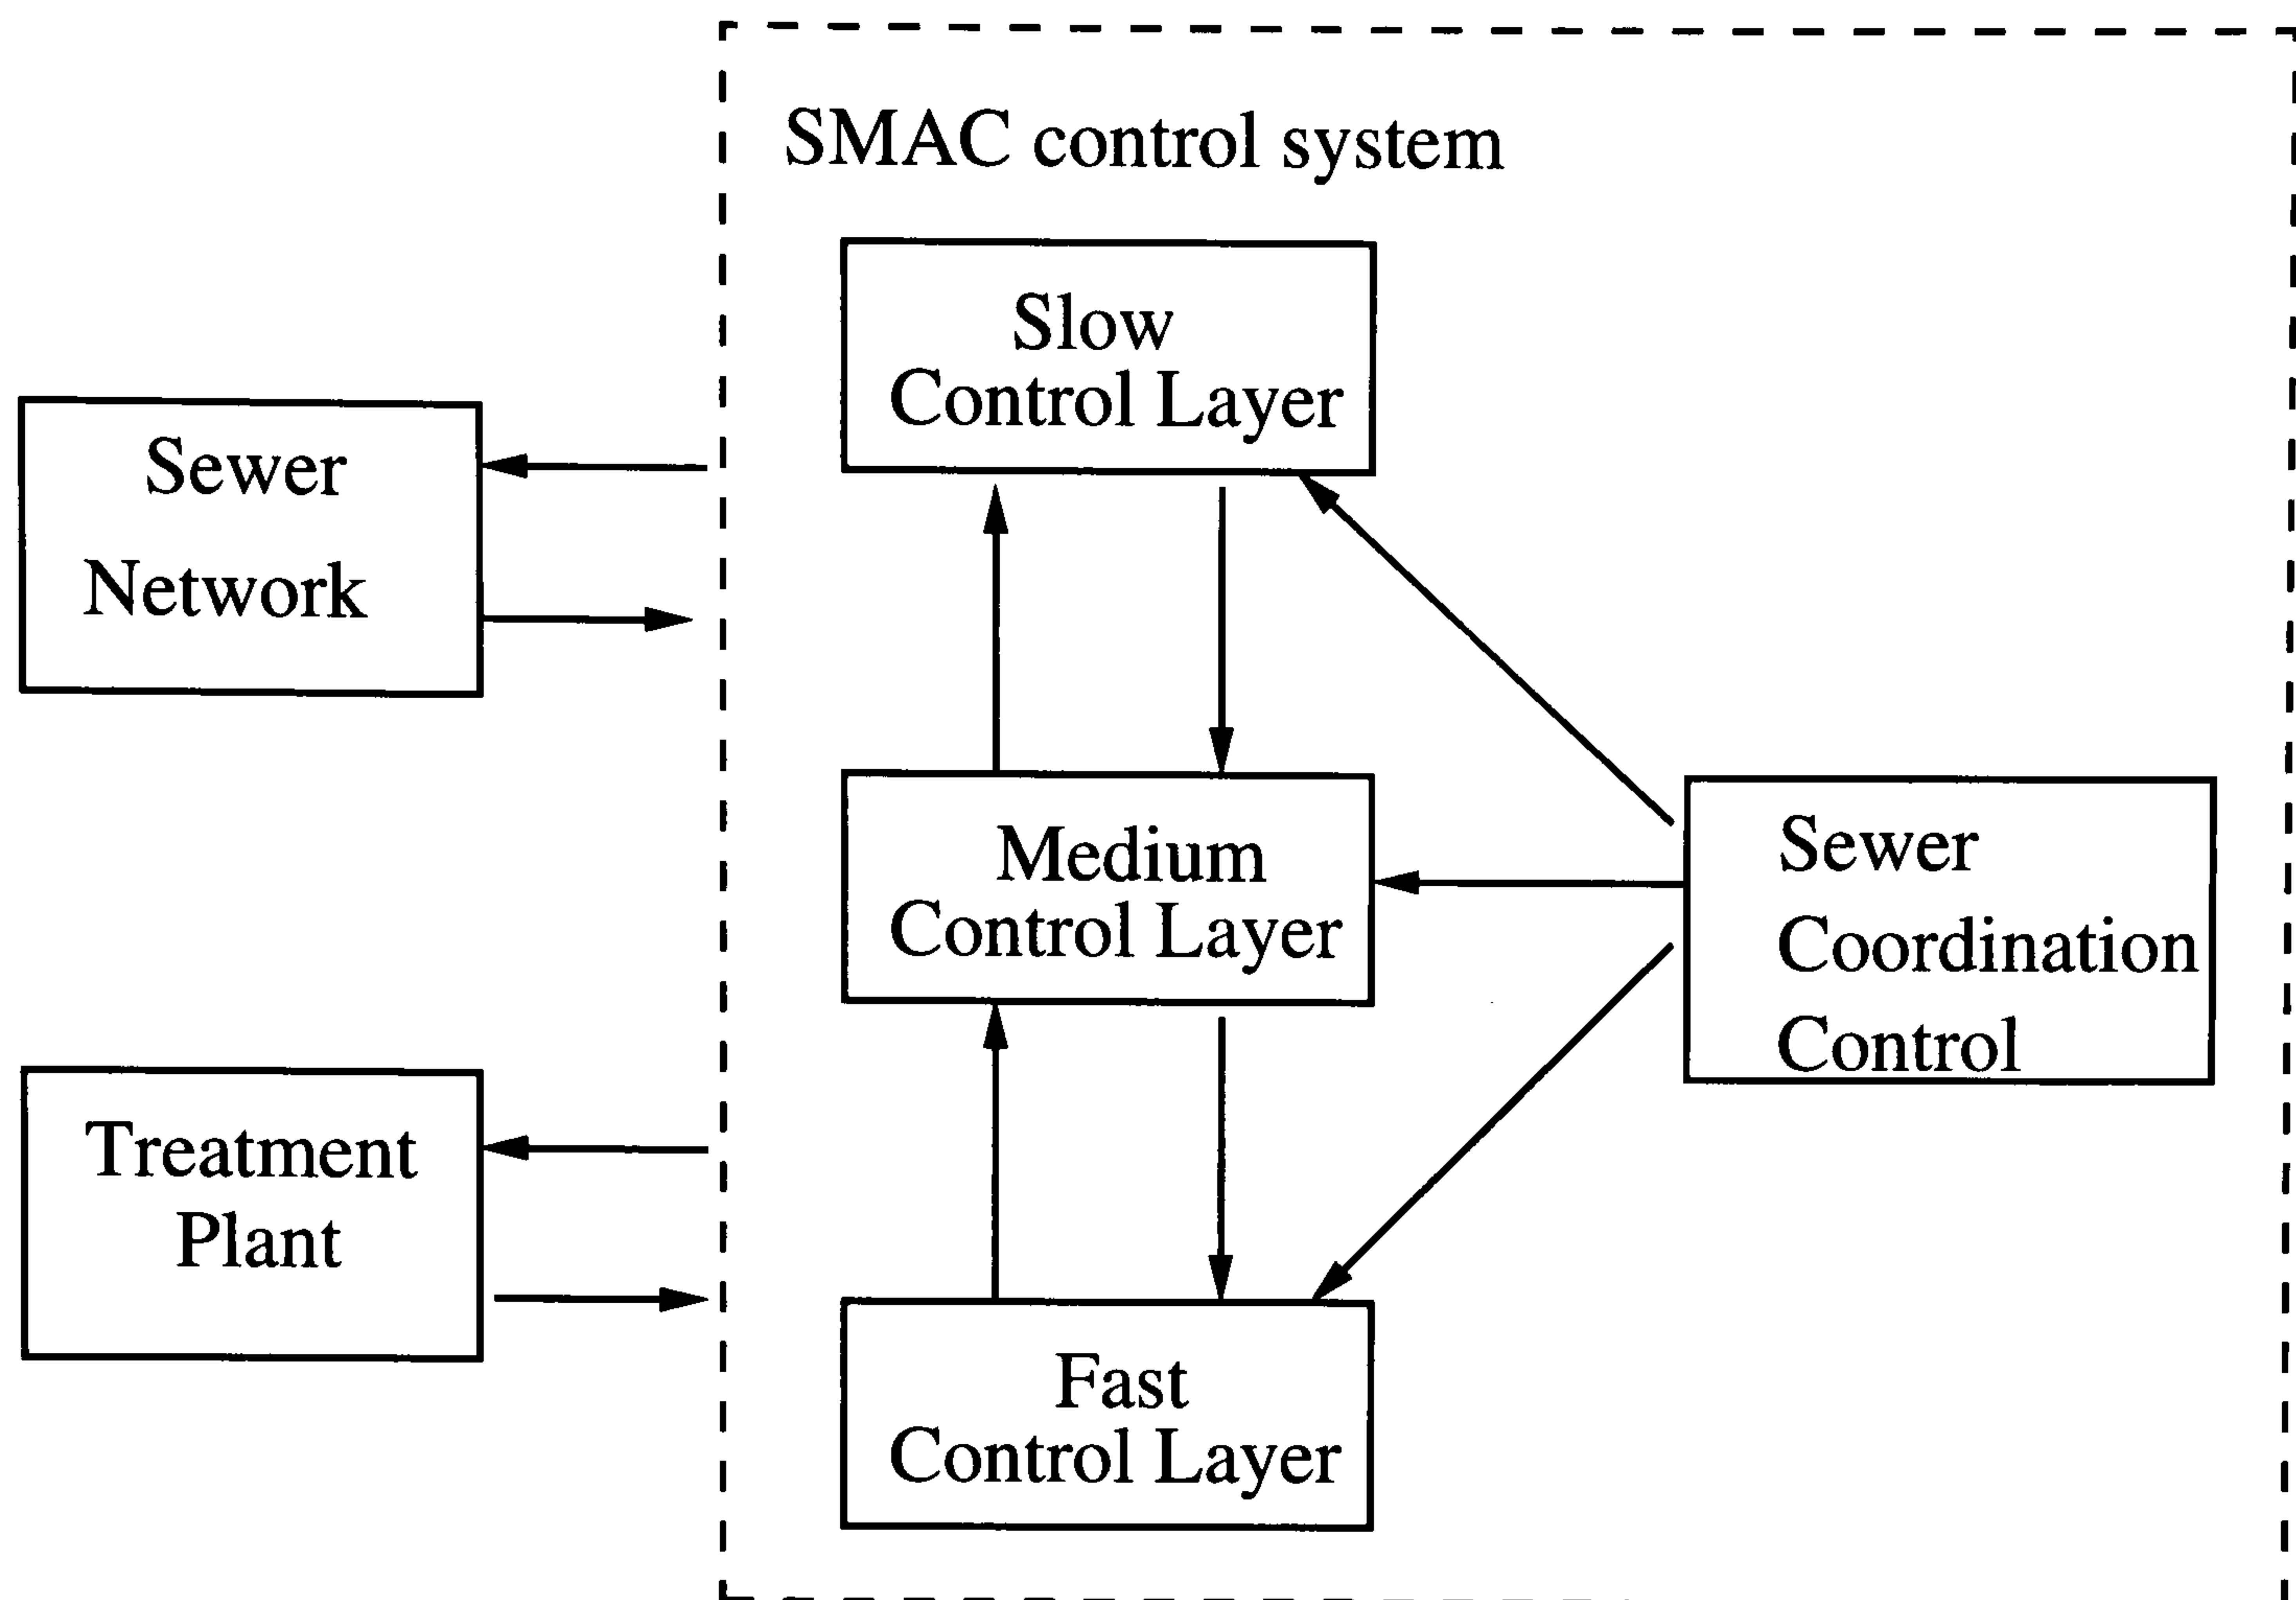 SMAC control system
Slow
Control Layer
Sewer
Network
Medium
Control Layer
Sewer
Coordination
Control
Treatment
Plant
Fast
Control Layer